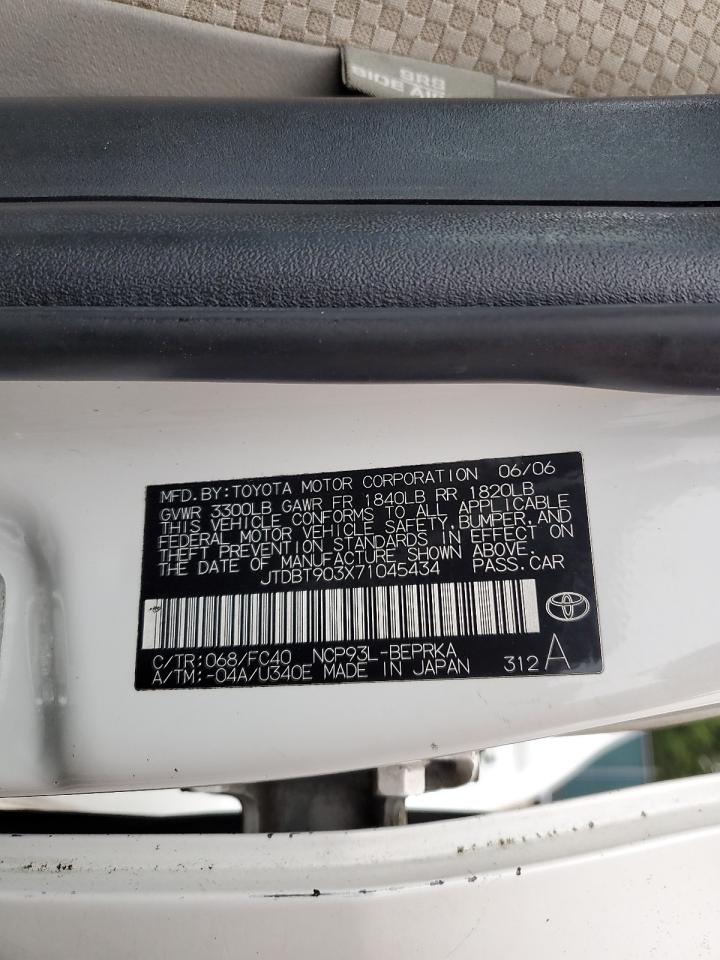 SRS
SIDE AIR
MFD. BY: TOYOTA MOTOR CORPORATION 06/06
GVWR 3300LB GAWR FR 1840LB RR 1820LB
THIS VEHICLE CONFORMS TO ALL APPLICABLE
FEDERAL MOTOR VEHICLE SAFETY, BUMPER, AND
THEFT PREVENTION STANDARDS IN EFFECT ON
THE DATE OF MANUFACTURE SHOWN ABOVE.
JTDBT903X71045434 PASS. CAR
C/TR: 068/FC40 NCP93L-BEPRKA
A/TM: -04A/U340E MADE IN JAPAN 312 A